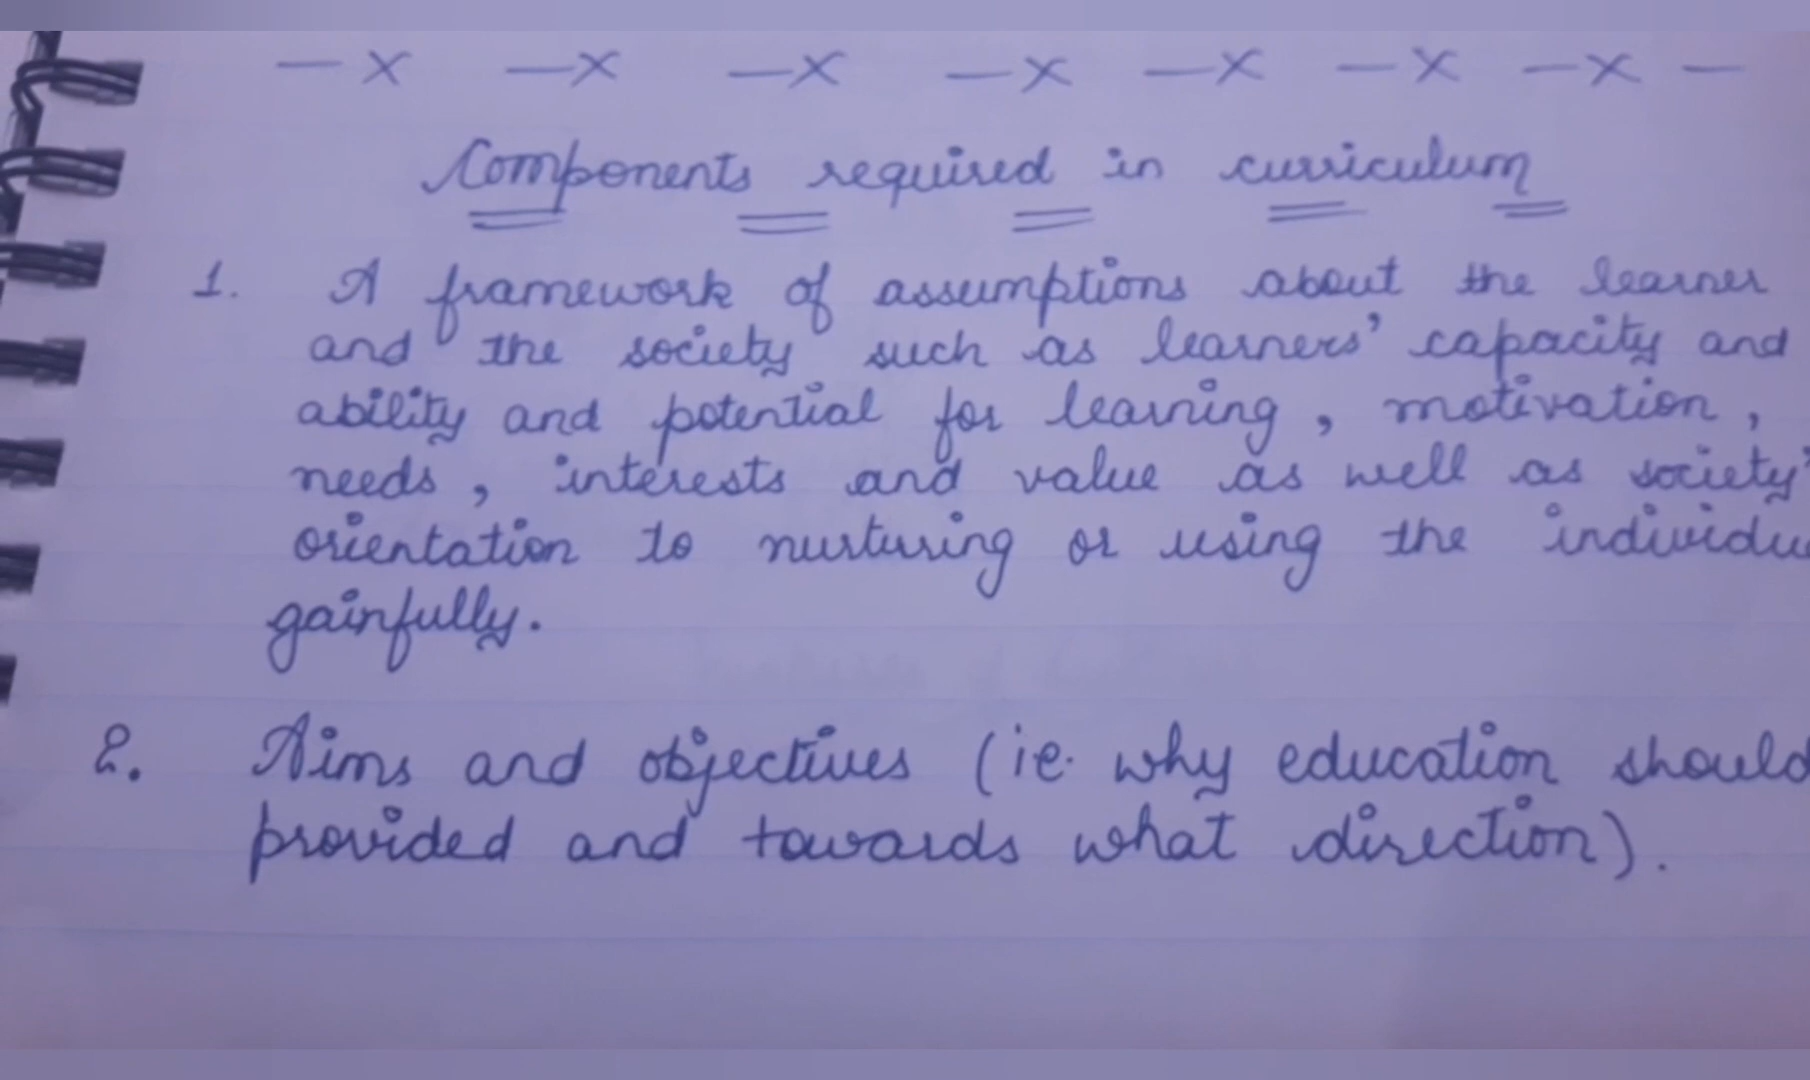 — x — x — x — x — x — x — x —
Components required in curriculum
1. A framework of assumptions about the learner
and the society such as learners' capacity and
ability and potential for learning, motivation,
needs, interests and value as well as society'
orientation to nurturing or using the individu
gainfully.
2. Aims and objectives (ie. why education should
provided and towards what direction).